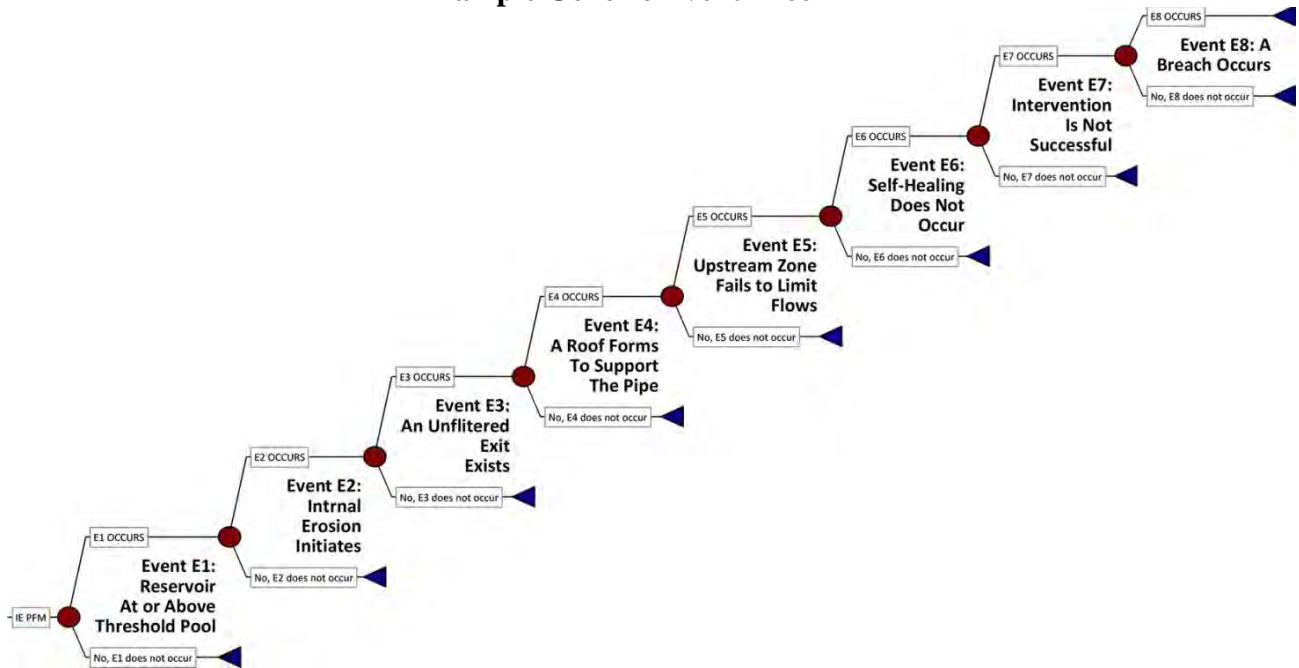 E8 OCCURS
Event E8: A
Breach Occurs
No, E8 does not occur
E7 OCCURS
Event E7:
Intervention
Is Not
Successful
No, E7 does not occur
E6 OCCURS
Event E6:
Self-Healing
Does Not
Occur
No, E6 does not occur
E5 OCCURS
Event E5:
Upstream Zone
Fails to Limit
Flows
No, E5 does not occur
E4 OCCURS
Event E4:
A Roof Forms
To Support
The Pipe
No, E4 does not occur
E3 OCCURS
Event E3:
An Unflitered
Exit
Exists
No, E3 does not occur
E2 OCCURS
Event E2:
Intrnal
Erosion
Initiates
No, E2 does not occur
E1 OCCURS
Event E1:
Reservoir
At or Above
Threshold Pool
IE PFM
No, E1 does not occur